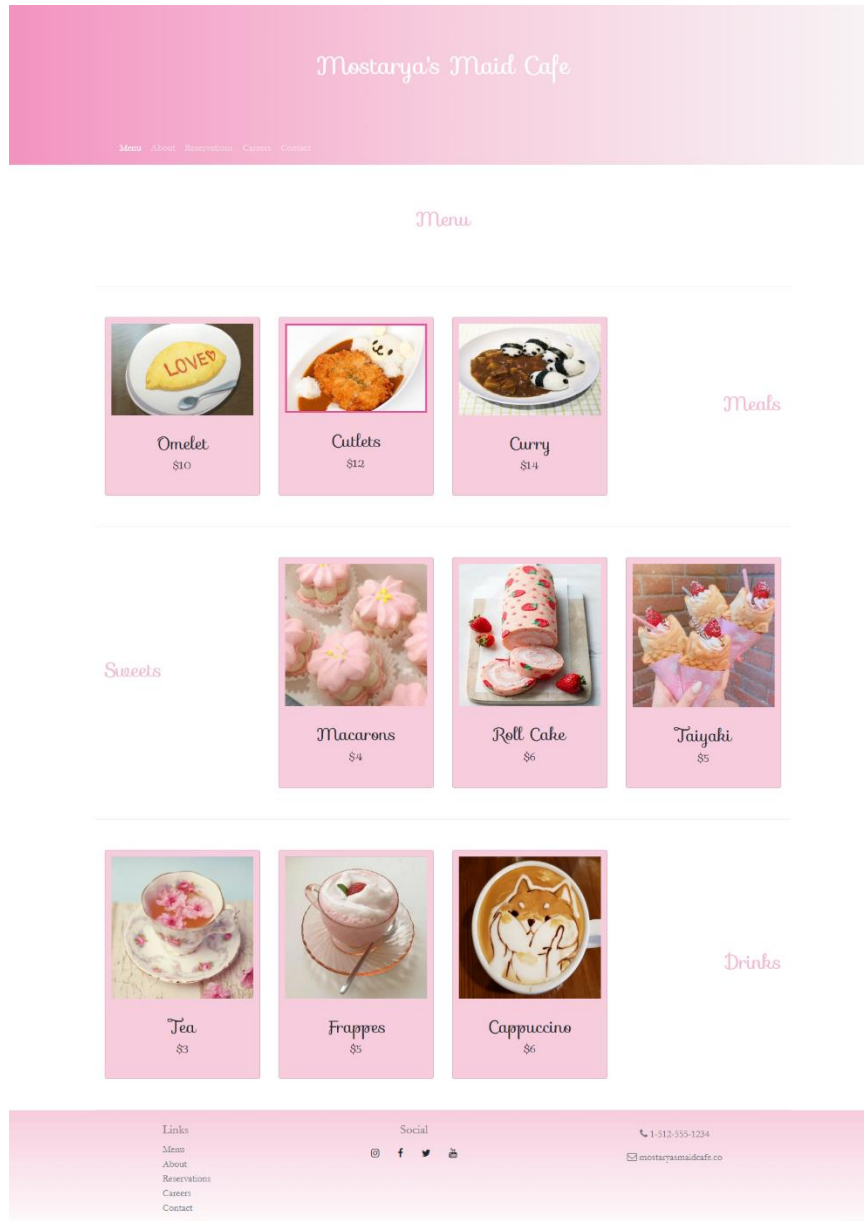 Mostarya's Maid Cafe
Menu About Reservations Careers Contact
Menu
LOVE
Meals
Omelet
$10
Cutlets
$12
Curry
$14
Sweets
Macarons
$4
Roll Cake
$6
Taiyaki
$5
Tea
$3
Frappes
$5
Cappuccino
$6
Drinks
Links
Menu
About
Reservations
Careers
Contact
Social
1-512-555-1234
mostaryasmaidcafe.co